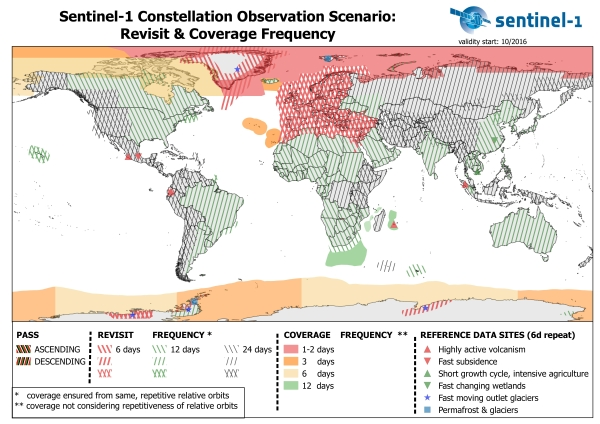 Sentinel-1 Constellation Observation Scenario:
Revisit & Coverage Frequency
sentinel-1
validity start: 10/2016
PASS
ASCENDING
DESCENDING
REVISIT FREQUENCY *
6 days 12 days 24 days
COVERAGE FREQUENCY **
1-2 days
3 days
6 days
12 days
REFERENCE DATA SITES (6d repeat)
Highly active volcanism
Fast subsidence
Short growth cycle, intensive agriculture
Fast changing wetlands
Fast moving outlet glaciers
Permafrost & glaciers
* coverage ensured from same, repetitive relative orbits
** coverage not considering repetitiveness of relative orbits